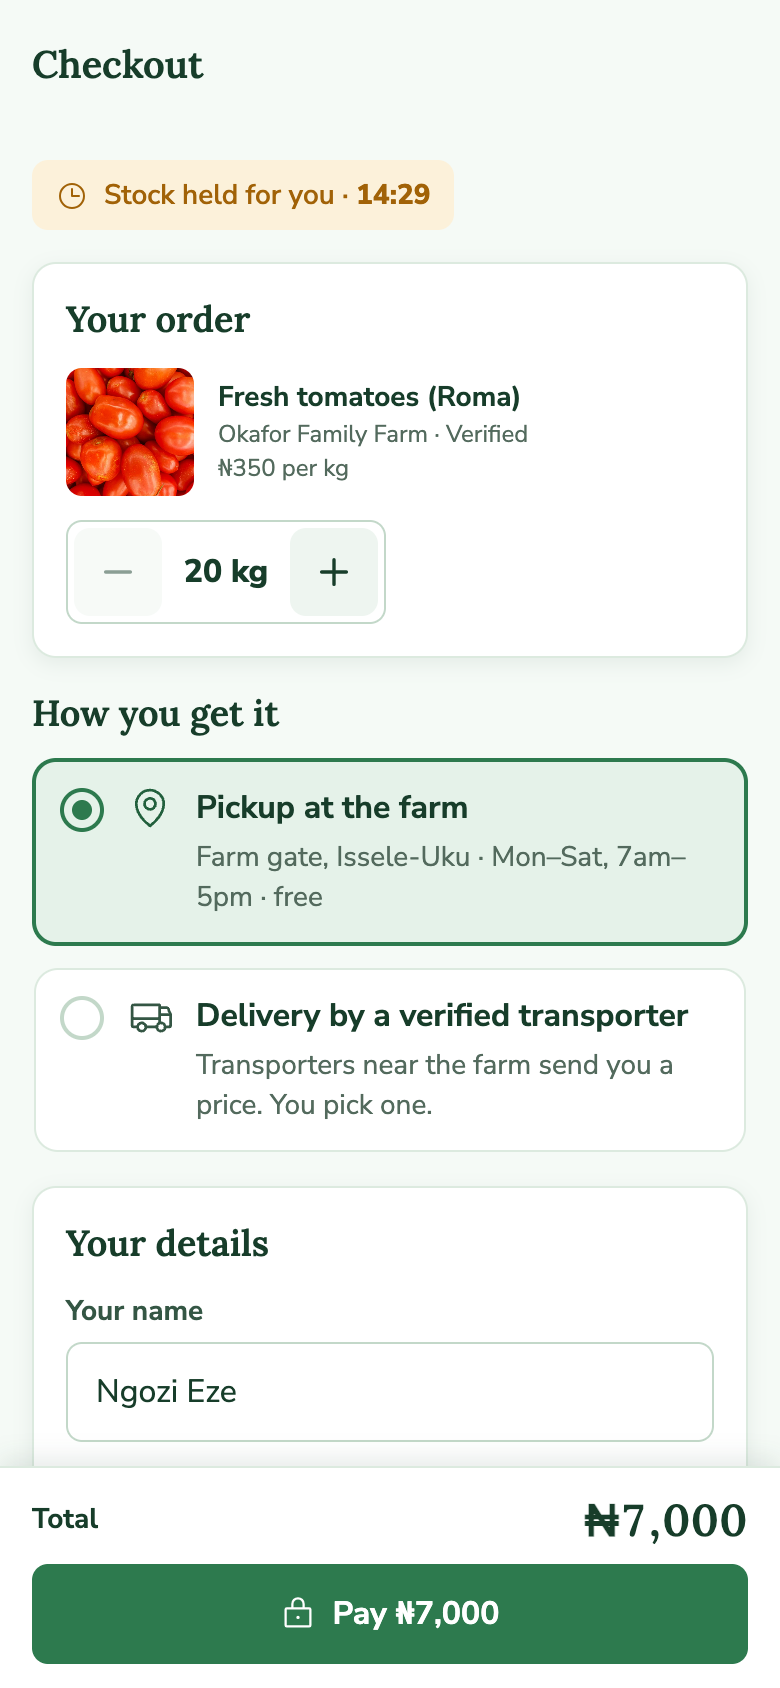 Checkout
Stock held for you · 14:29
Your order
Fresh tomatoes (Roma)
Okafor Family Farm · Verified
₦350 per kg
20 kg
How you get it
Pickup at the farm
Farm gate, Issele-Uku · Mon–Sat, 7am–
5pm · free
Delivery by a verified transporter
Transporters near the farm send you a
price. You pick one.
Your details
Your name
Ngozi Eze
Total
₦7,000
Pay ₦7,000